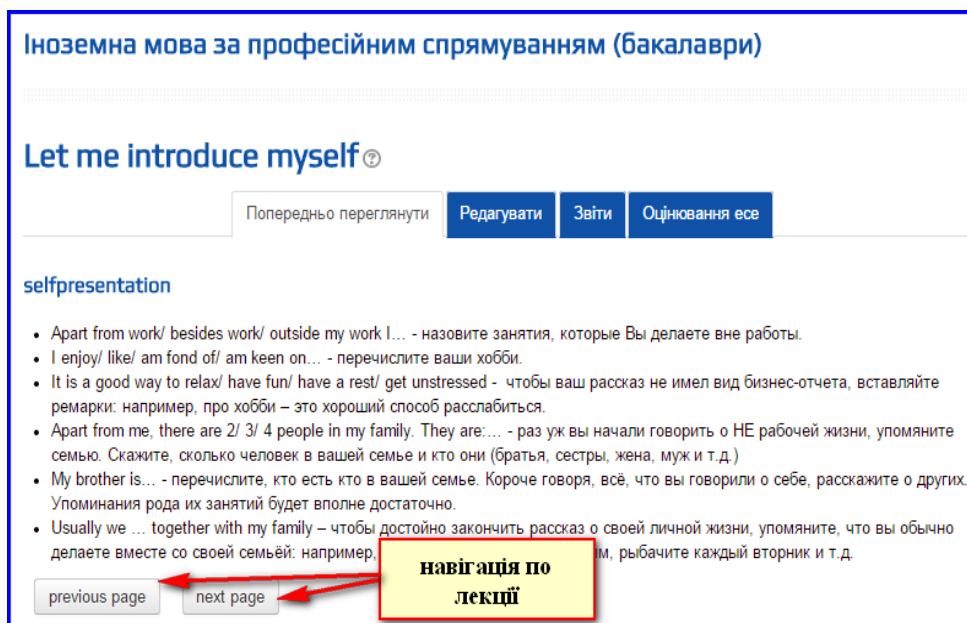 Іноземна мова за професійним спрямуванням (бакалаври)
Let me introduce myself
Попередньо переглянути Редагувати Звіти Оцінювання есе
selfpresentation
• Apart from work/ besides work/ outside my work I... - назовите занятия, которые Вы делаете вне работы.
• I enjoy/ like/ am fond of/ am keen on... - перечислите ваши хобби.
• It is a good way to relax/ have fun/ have a rest/ get unstressed - чтобы ваш рассказ не имел вид бизнес-отчета, вставляйте
ремарки: например, про хобби – это хороший способ расслабиться.
• Apart from me, there are 2/ 3/ 4 people in my family. They are:... - раз уж вы начали говорить о НЕ рабочей жизни, упомяните
семью. Скажите, сколько человек в вашей семье и кто они (братья, сестры, жена, муж и т.д.)
• My brother is... - перечислите, кто есть кто в вашей семье. Короче говоря, всё, что вы говорили о себе, расскажите о других.
Упоминания рода их занятий будет вполне достаточно.
• Usually we ... together with my family – чтобы достойно закончить рассказ о своей личной жизни, упомяните, что вы обычно
делаете вместе со своей семьёй: например, рыбачите каждый вторник и т.д.
навігація по
лекції
previous page next page